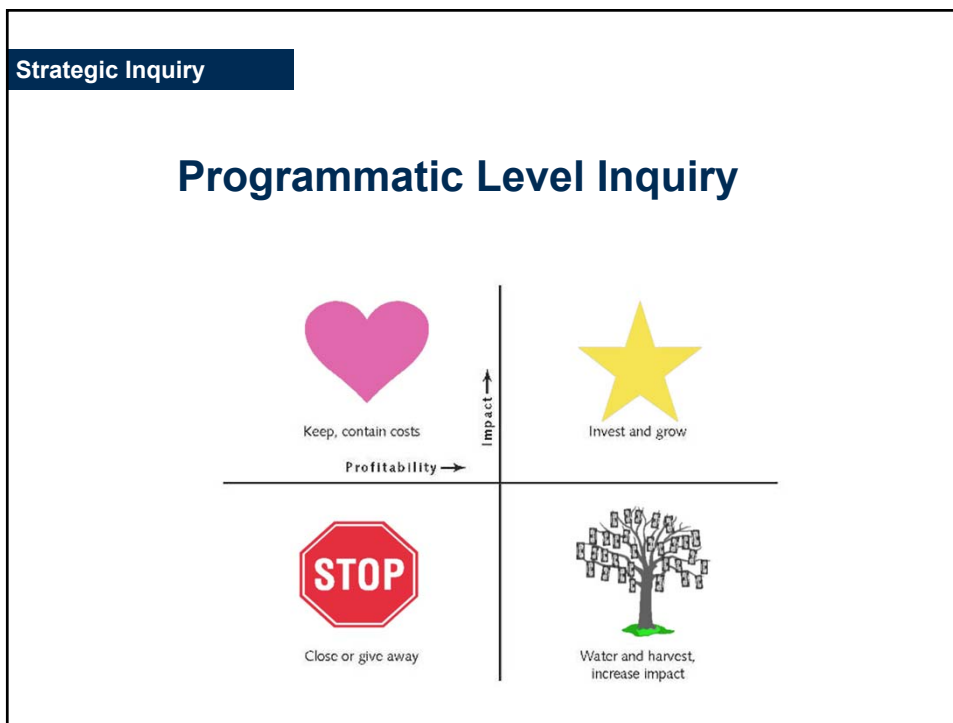 Strategic Inquiry
Programmatic Level Inquiry
Keep, contain costs
Impact
Invest and grow
Profitability
STOP
Close or give away
Water and harvest,
increase impact